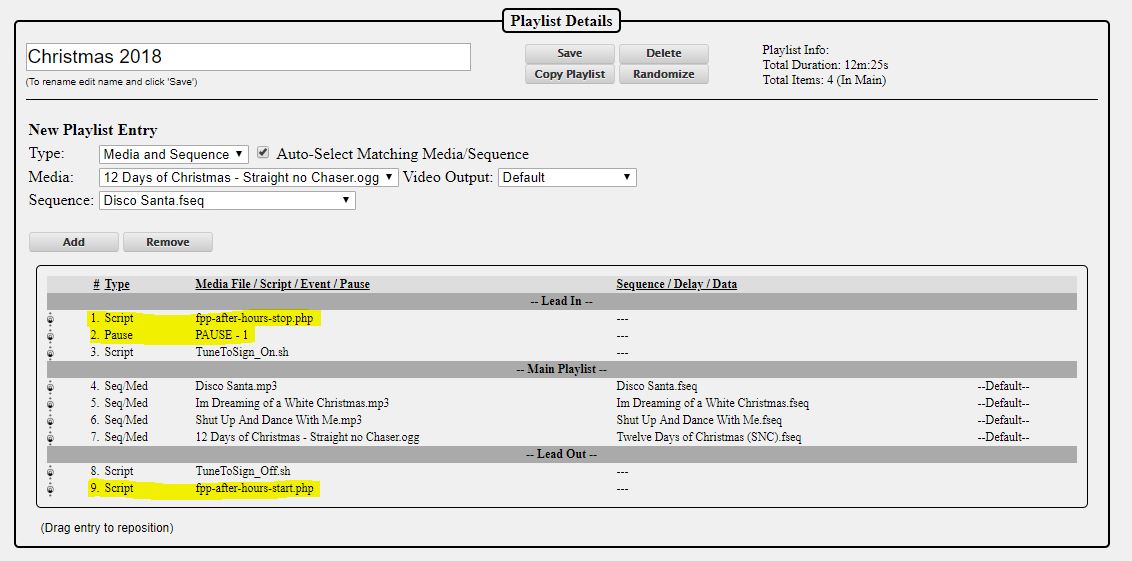 Playlist Details
Christmas 2018
Save Delete
Playlist Info:
(To rename edit name and click 'Save')
Copy Playlist Randomize
Total Duration: 12m:25s
Total Items: 4 (In Main)
New Playlist Entry
Type: Media and Sequence Auto-Select Matching Media/Sequence
Media: 12 Days of Christmas - Straight no Chaser.ogg Video Output: Default
Sequence: Disco Santa.fseq
Add Remove
# Type Media File / Script / Event / Pause Sequence / Delay / Data
-- Lead In --
1. Script fpp-after-hours-stop.php ---
2. Pause PAUSE - 1 ---
3. Script TuneToSign_On.sh ---
-- Main Playlist --
4. Seq/Med Disco Santa.mp3 Disco Santa.fseq --Default--
5. Seq/Med Im Dreaming of a White Christmas.mp3 Im Dreaming of a White Christmas.fseq --Default--
6. Seq/Med Shut Up And Dance With Me.mp3 Shut Up And Dance With Me.fseq --Default--
7. Seq/Med 12 Days of Christmas - Straight no Chaser.ogg Twelve Days of Christmas (SNC).fseq --Default--
-- Lead Out --
8. Script TuneToSign_Off.sh ---
9. Script fpp-after-hours-start.php ---
(Drag entry to reposition)